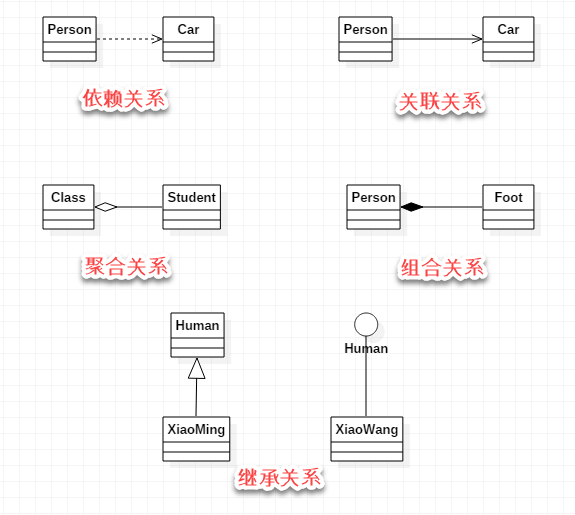 Person
Car
Person
Car
依赖关系
关联关系
Class
Student
Person
Foot
聚合关系
组合关系
Human
Human
XiaoMing
XiaoWang
继承关系